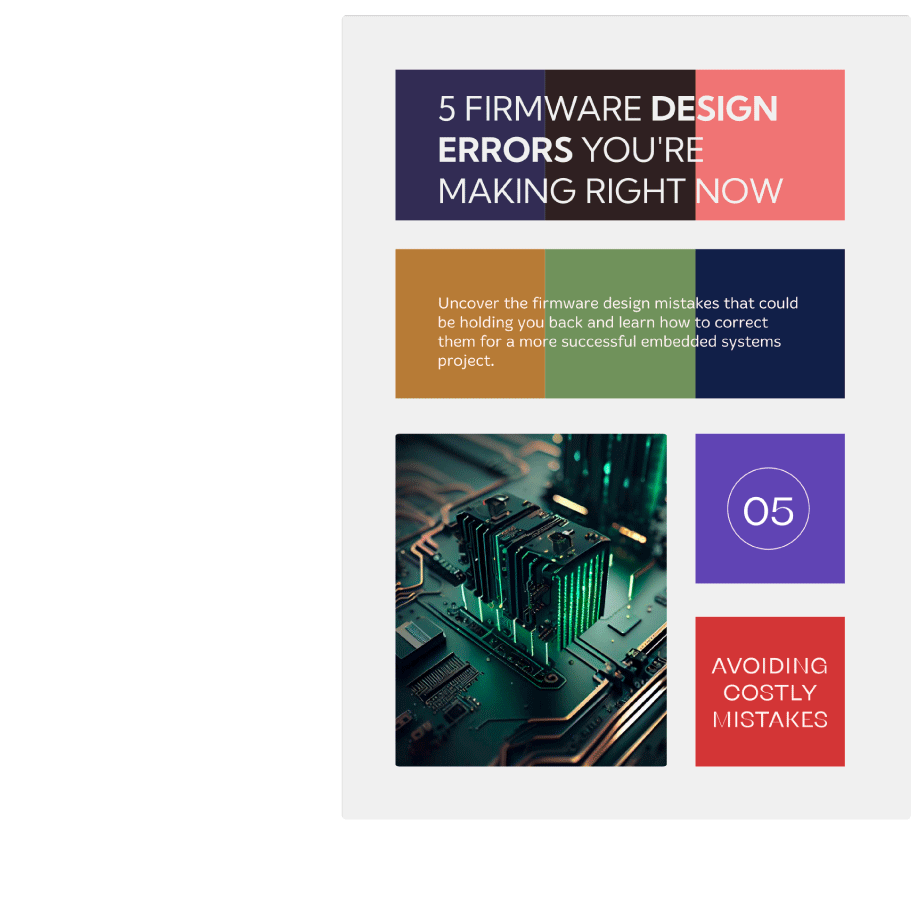 5 FIRMWARE DESIGN
ERRORS YOU'RE
MAKING RIGHT NOW
Uncover the firmware design mistakes that could
be holding you back and learn how to correct
them for a more successful embedded systems
project.
05
AVOIDING
COSTLY
MISTAKES